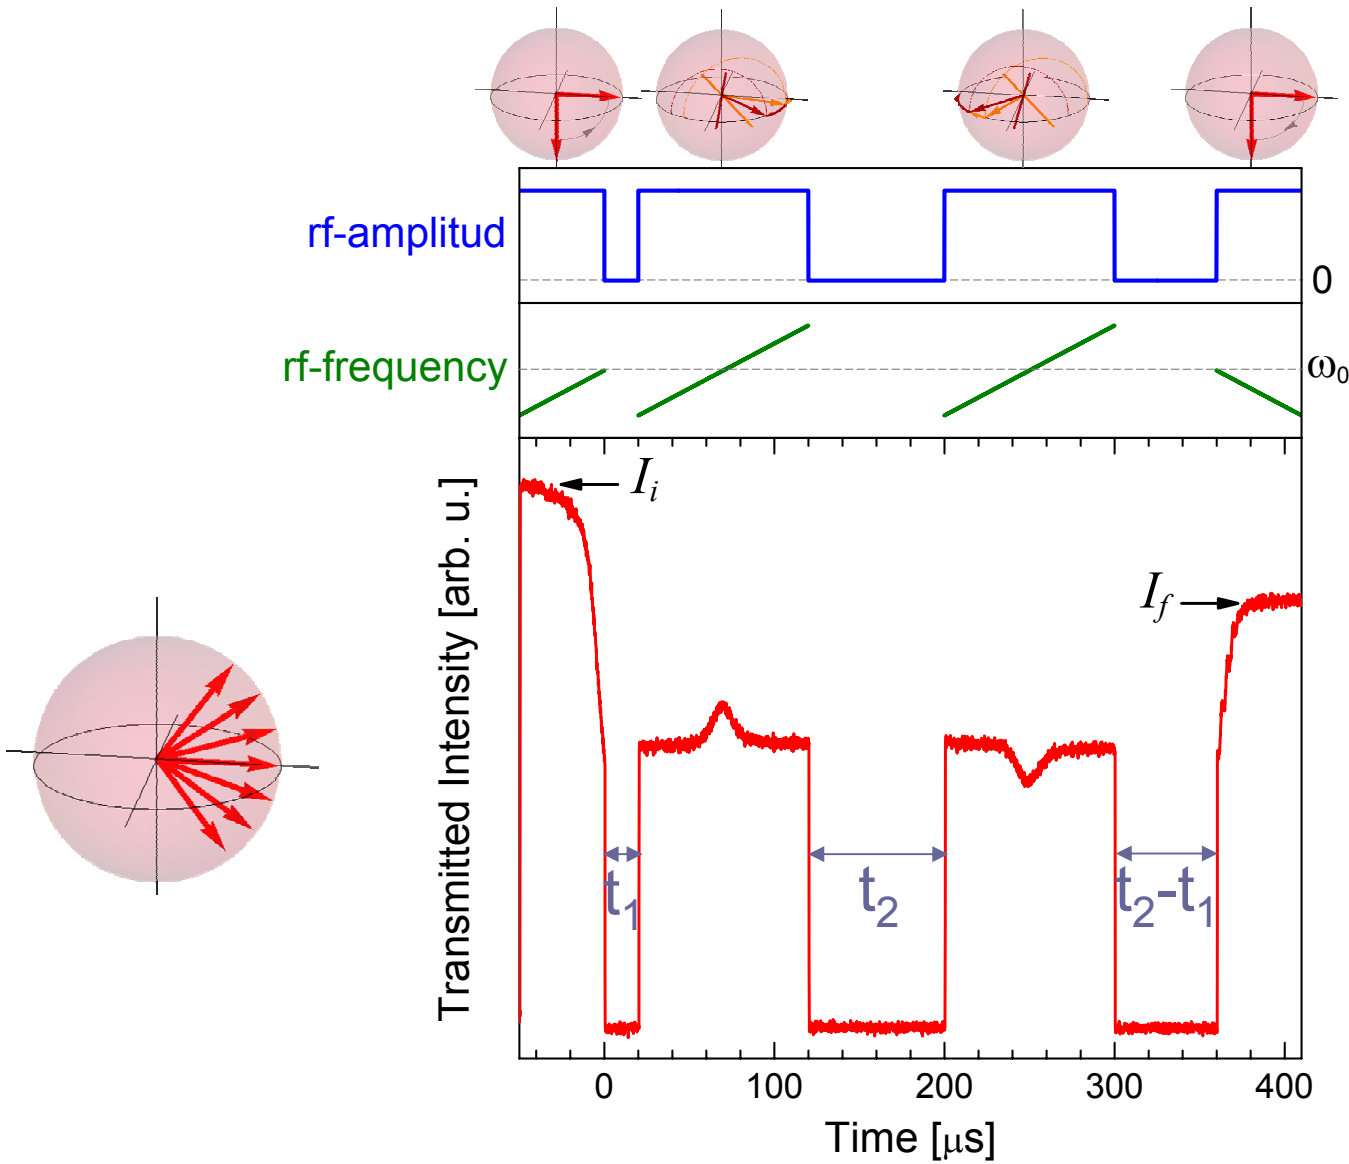 rf-amplitud
0
rf-frequency
ω₀
Transmitted Intensity [arb. u.]
Iᵢ
I_f
t₁
t₂
t₂-t₁
0 100 200 300 400
Time [μs]